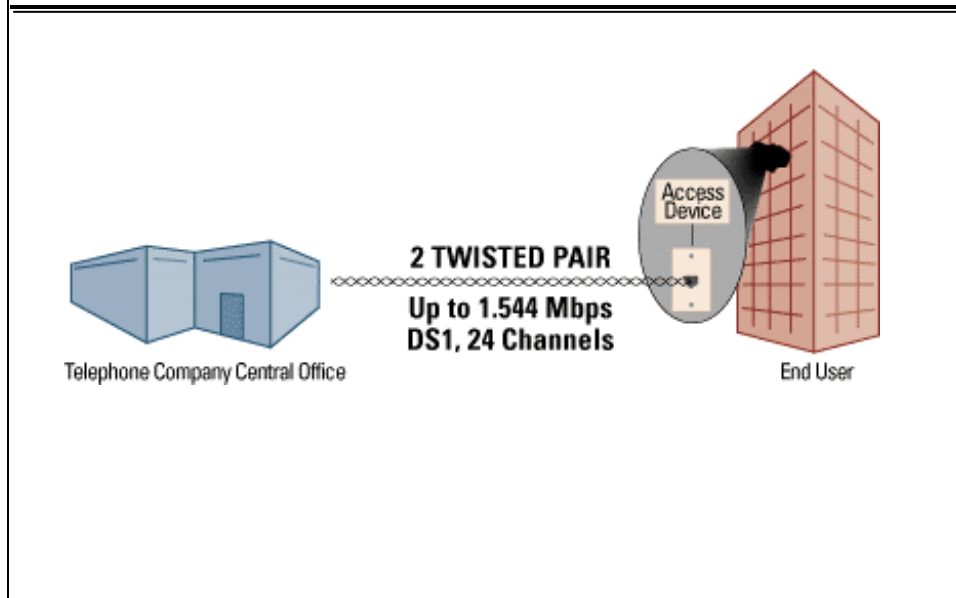 Access
Device
2 TWISTED PAIR
Up to 1.544 Mbps
DS1, 24 Channels
Telephone Company Central Office
End User